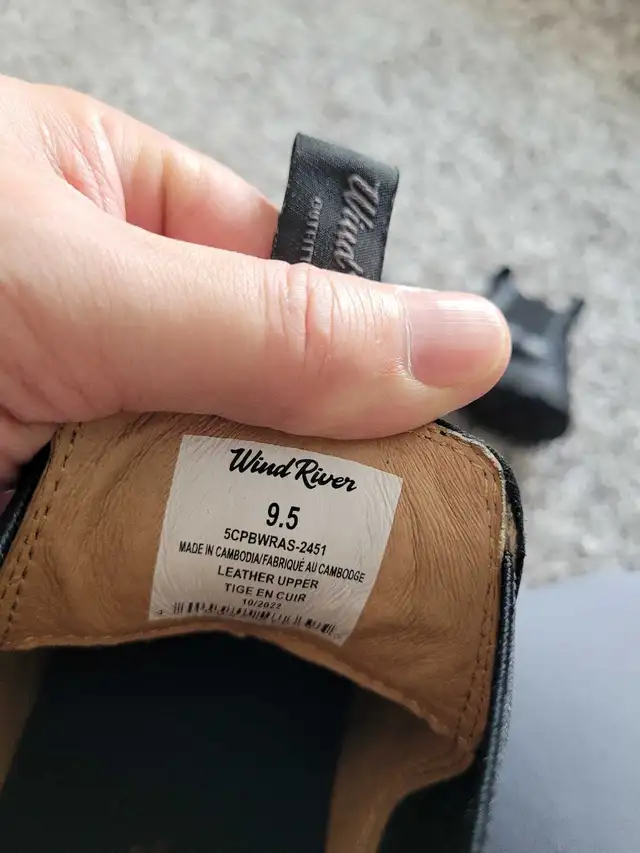 Wind
Wind River
9.5
5CPBWRAS-2451
MADE IN CAMBODIA/FABRIQUÉ AU CAMBODGE
LEATHER UPPER
TIGE EN CUIR
10/2022